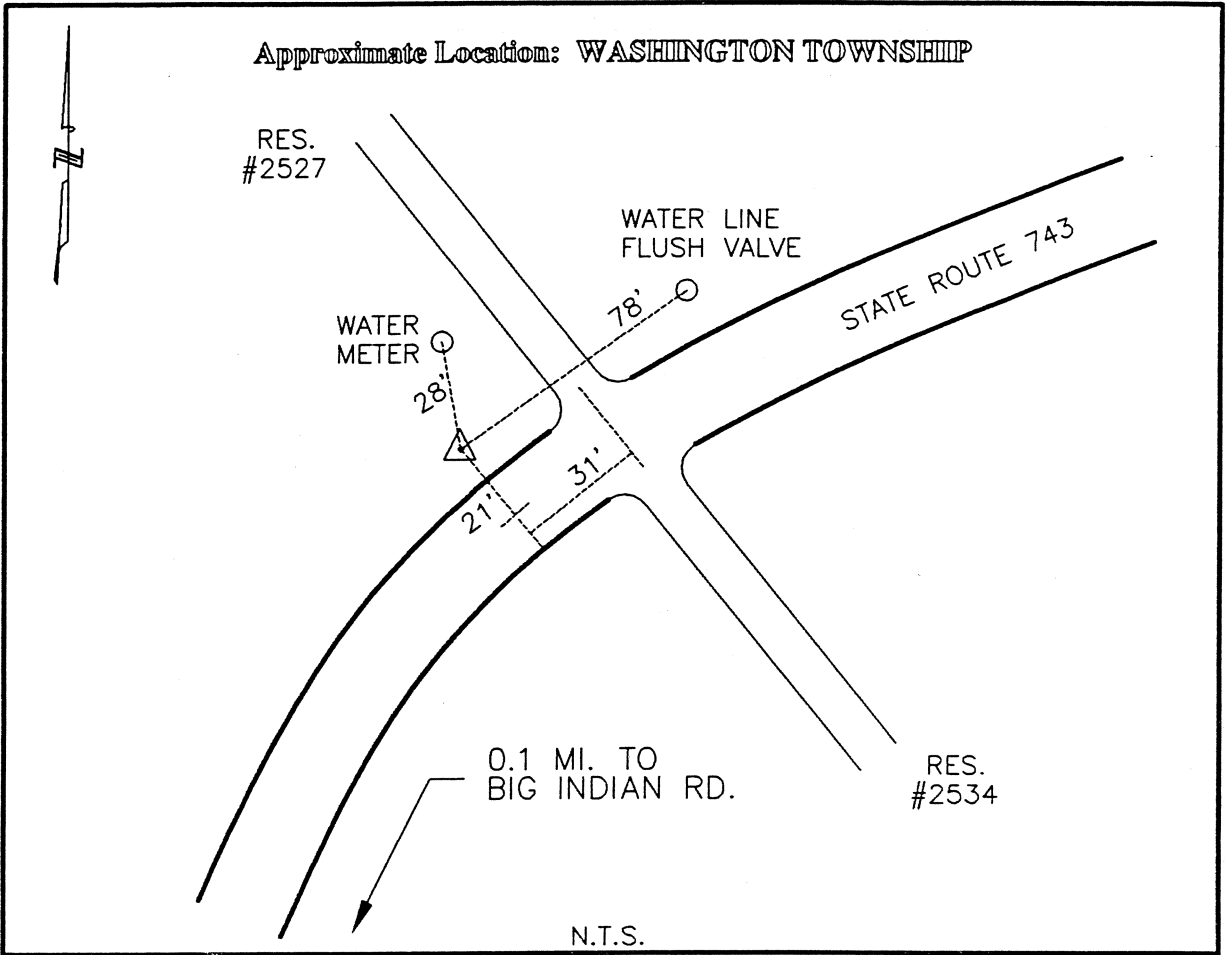 Approximate Location: WASHINGTON TOWNSHIP
N
RES.
#2527
WATER LINE
FLUSH VALVE
STATE ROUTE 743
78'
WATER
METER
28'
31'
21'
0.1 MI. TO
BIG INDIAN RD.
RES.
#2534
N.T.S.